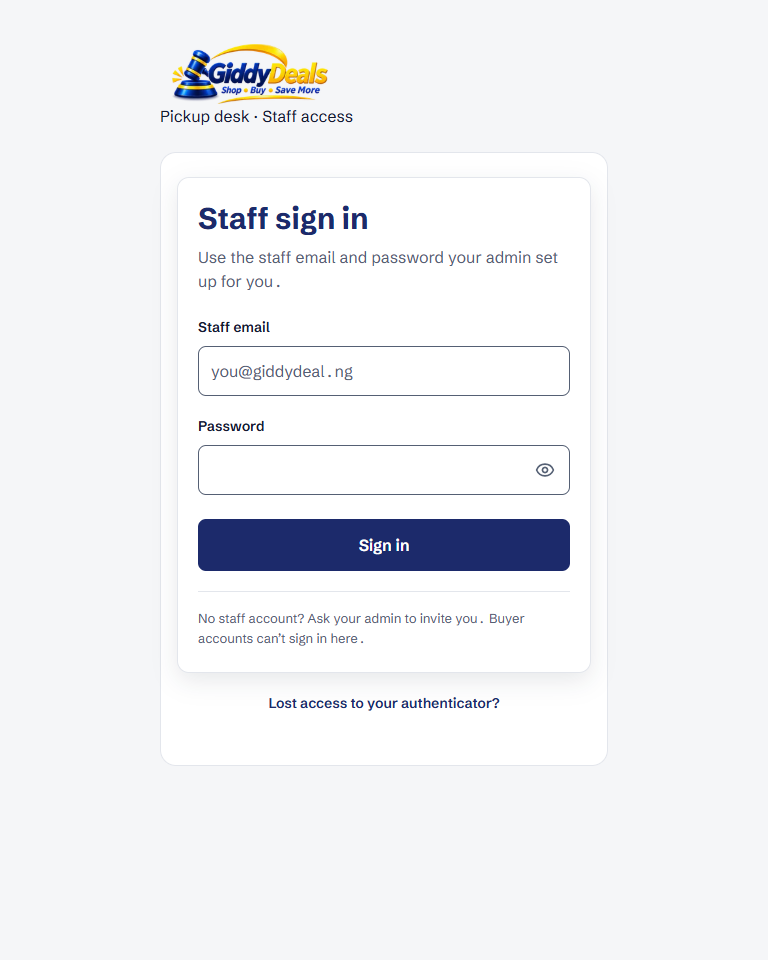 GiddyDeals
Shop • Buy • Save More
Pickup desk · Staff access
Staff sign in
Use the staff email and password your admin set
up for you.
Staff email
you@giddydeal.ng
Password
Sign in
No staff account? Ask your admin to invite you. Buyer
accounts can't sign in here.
Lost access to your authenticator?